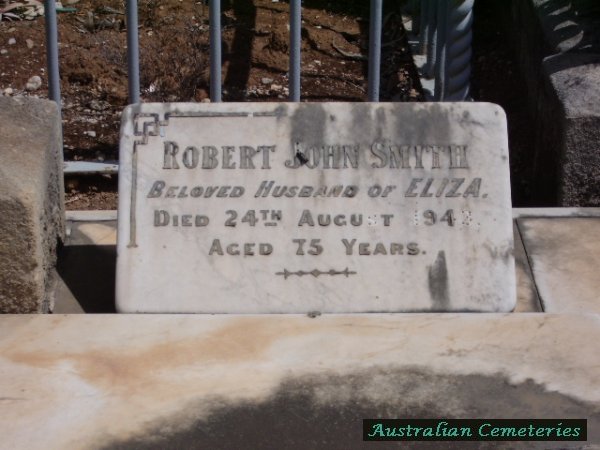 ROBERT JOHN SMITH
BELOVED HUSBAND OF ELIZA.
DIED 24TH AUGUST
AGED 75 YEARS.
Australian Cemeteries